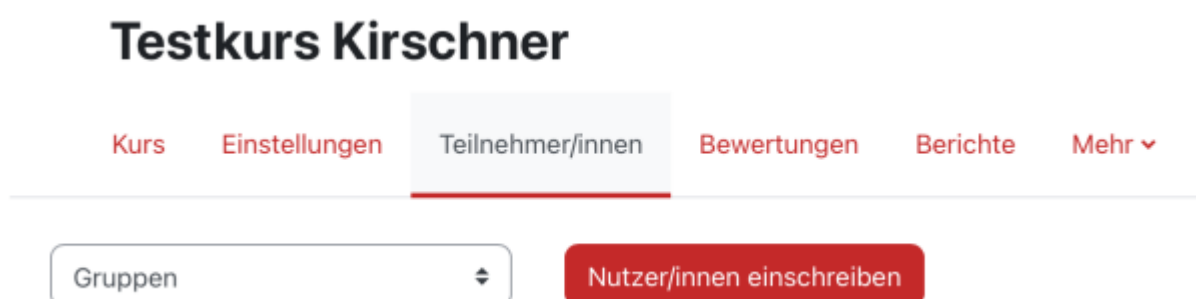 Testkurs Kirschner
Kurs Einstellungen Teilnehmer/innen Bewertungen Berichte Mehr
Gruppen Nutzer/innen einschreiben